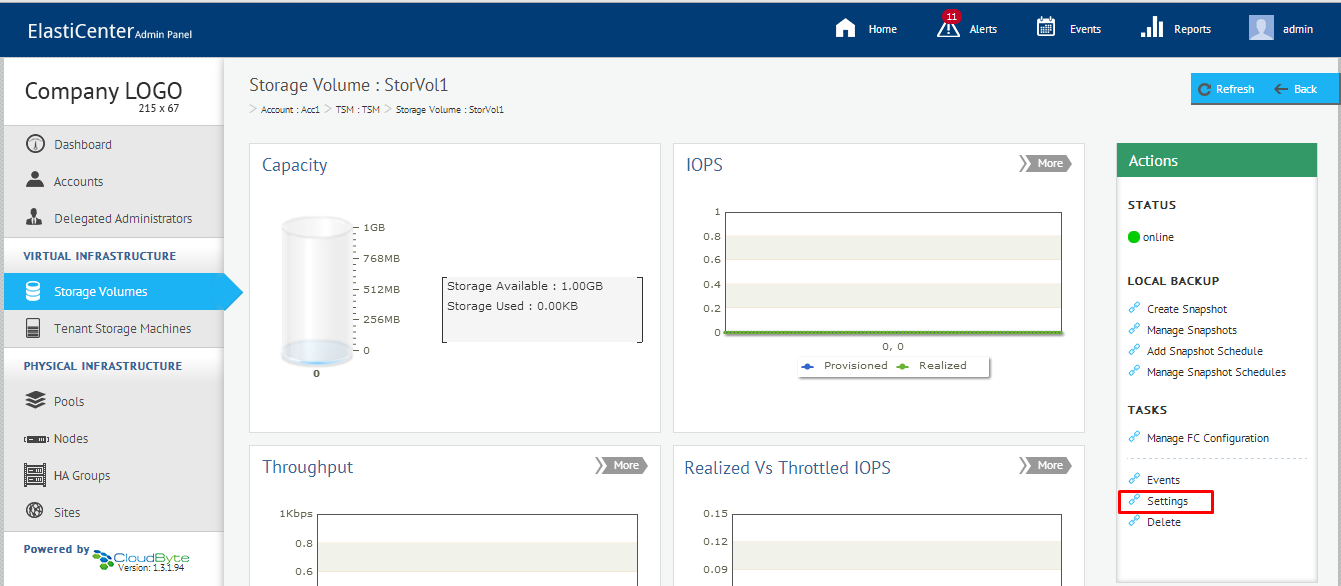 ElastiCenter Admin Panel
Home
11
Alerts
Events
Reports
admin
Company LOGO
215 x 67
Dashboard
Accounts
Delegated Administrators
VIRTUAL INFRASTRUCTURE
Storage Volumes
Tenant Storage Machines
PHYSICAL INFRASTRUCTURE
Pools
Nodes
HA Groups
Sites
Powered by CloudByte
Version: 1.3.1.94
Storage Volume : StorVol1
Account : Acc1 > TSM : TSM > Storage Volume : StorVol1
Refresh
Back
Capacity
1GB
768MB
512MB
256MB
0
0
Storage Available : 1.00GB
Storage Used : 0.00KB
IOPS
More
1
0.8
0.6
0.4
0.2
0
0, 0
Provisioned
Realized
Throughput
More
1Kbps
0.8
0.6
Realized Vs Throttled IOPS
More
0.15
0.12
0.09
Actions
STATUS
online
LOCAL BACKUP
Create Snapshot
Manage Snapshots
Add Snapshot Schedule
Manage Snapshot Schedules
TASKS
Manage FC Configuration
Events
Settings
Delete